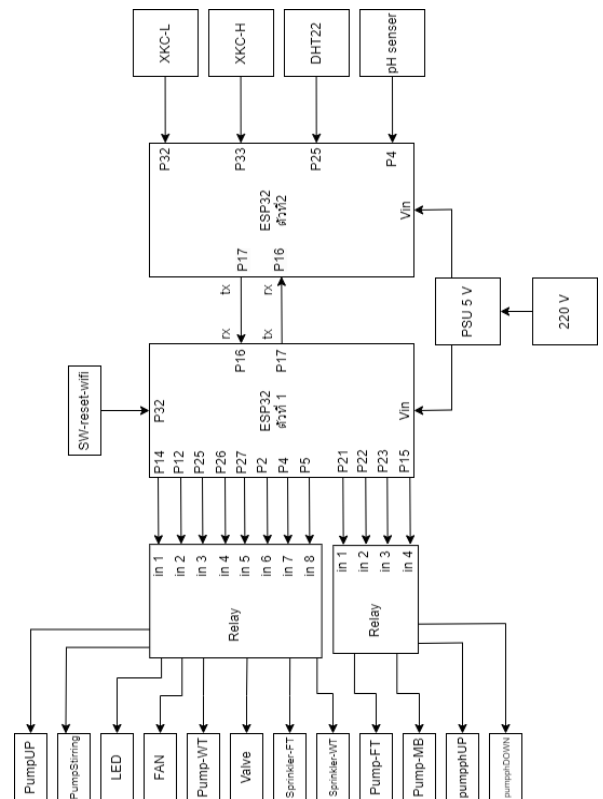 XKC-L
XKC-H
DHT22
pH senser
P32
P33
P25
P4
ESP32
ตัวที่2
Vin
P17
P16
tx
rx
PSU 5 V
220 V
rx
tx
P16
P17
SW-reset-wifi
P32
ESP32
ตัวที่ 1
Vin
P14
P12
P25
P26
P27
P2
P4
P5
P21
P22
P23
P15
in 1
in 2
in 3
in 4
in 5
in 6
in 7
in 8
Relay
in 1
in 2
in 3
in 4
Relay
PumpUP
PumpStirring
LED
FAN
Pump-WT
Valve
Sprinkler-FT
Sprinkler-WT
Pump-FT
Pump-MB
pumpphUP
pumpphDOWN